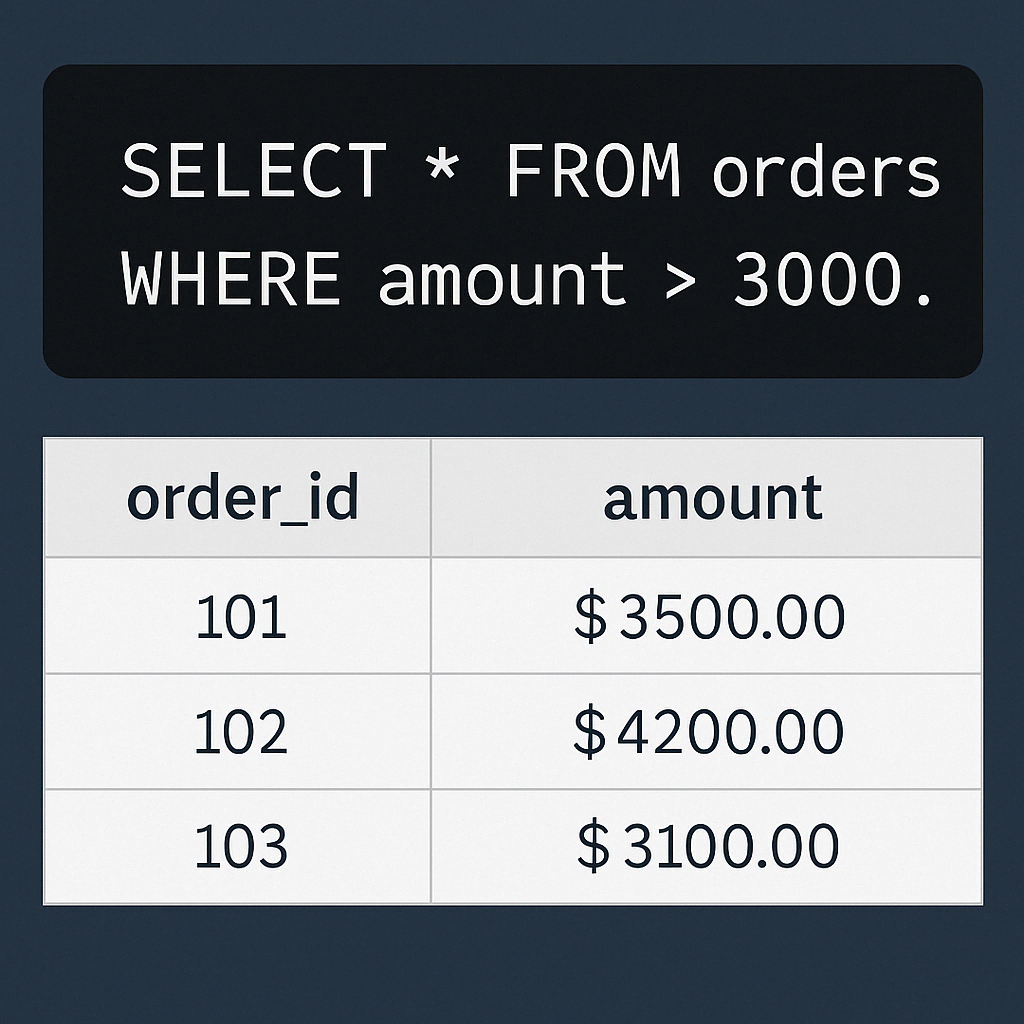 SELECT * FROM orders
WHERE amount > 3000.
order_id amount
101 $3500.00
102 $4200.00
103 $3100.00